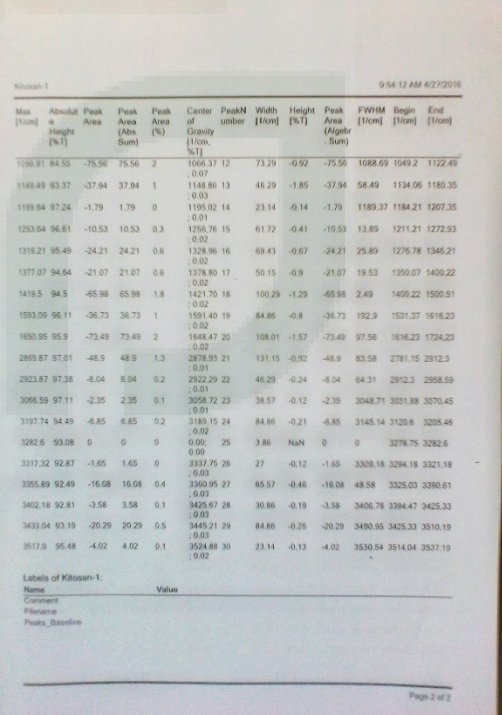 Kitosan-1 9:54:12 AM 4/27/2016
Max [1/cm] Absolute Height [%T] Peak Area Peak Area (Abs. Sum) Peak Area (%) Center of Gravity [1/cm, %T] PeakNumber Width [1/cm] Height [%T] Peak Area (Algebr. Sum) FWHM [1/cm] Begin [1/cm] End [1/cm]
84.55 -75.56 75.56 2 1066.37 12 73.29 -0.92 -75.56 1088.69 1049.2 1122.49
; 0.07
1149.49 93.37 -37.94 37.94 1 1148.86 13 46.29 -1.85 -37.94 58.49 1134.06 1180.35
; 0.03
97.24 -1.79 1.79 0 1195.02 14 23.14 -0.14 -1.79 1189.37 1184.21 1207.35
; 0.01
1253.64 96.61 -10.53 10.53 0.3 1256.76 15 61.72 -0.41 -10.53 13.89 1211.21 1272.93
; 0.02
1319.21 95.49 -24.21 24.21 0.6 1328.96 16 69.43 -0.67 -24.21 25.89 1276.78 1346.21
; 0.02
1377.07 94.64 -21.07 21.07 0.6 1378.80 17 50.15 -0.9 -21.07 19.53 1350.07 1400.22
; 0.02
1419.5 94.5 -65.98 65.98 1.8 1421.70 18 100.29 -1.29 -65.98 2.49 1400.22 1500.51
; 0.02
1593.09 96.11 -36.73 36.73 1 1591.40 19 84.86 -0.8 -36.73 192.9 1531.37 1616.23
; 0.02
1650.95 95.9 -73.49 73.49 2 1648.47 20 108.01 -1.57 -73.49 97.56 1616.23 1724.23
; 0.02
2869.87 97.01 -48.9 48.9 1.3 2878.93 21 131.15 -0.92 -48.9 83.58 2781.15 2912.3
; 0.01
2923.87 97.38 -8.04 0.2 2922.29 22 46.29 -0.24 -8.04 64.31 2912.3 2958.59
; 0.01
3066.59 97.11 -2.35 2.35 0.1 3058.72 23 38.57 -0.12 -2.35 3048.71 3031.88 3070.45
; 0.01
3197.74 94.49 -6.85 6.85 0.2 3189.15 24 84.86 -0.21 -6.85 3145.14 3120.6 3205.46
; 0.02
3282.6 93.08 0 0 0 0.00; 25 3.86 NaN 0 0 3278.75 3282.6
0.00
3317.32 92.87 -1.65 1.65 0 3337.75 26 27 -0.12 -1.65 3309.18 3294.18 3321.18
; 0.03
3355.89 92.49 -16.08 16.08 0.4 3360.95 27 65.57 -0.46 -16.08 48.58 3325.03 3390.61
; 0.03
3402.18 92.81 -3.58 3.58 0.1 3425.67 28 30.86 -0.19 -3.58 3406.78 3394.47 3425.33
; 0.03
3433.04 93.19 -20.29 20.29 0.5 3445.21 29 84.86 -0.25 -20.29 3490.95 3425.33 3510.19
; 0.03
3517.9 95.48 -4.02 4.02 0.1 3524.88 30 23.14 -0.13 -4.02 3530.54 3514.04 3537.19
; 0.02
Labels of Kitosan-1:
Name Value
Comment
Filename
Peaks_Baseline
Page 2 of 2